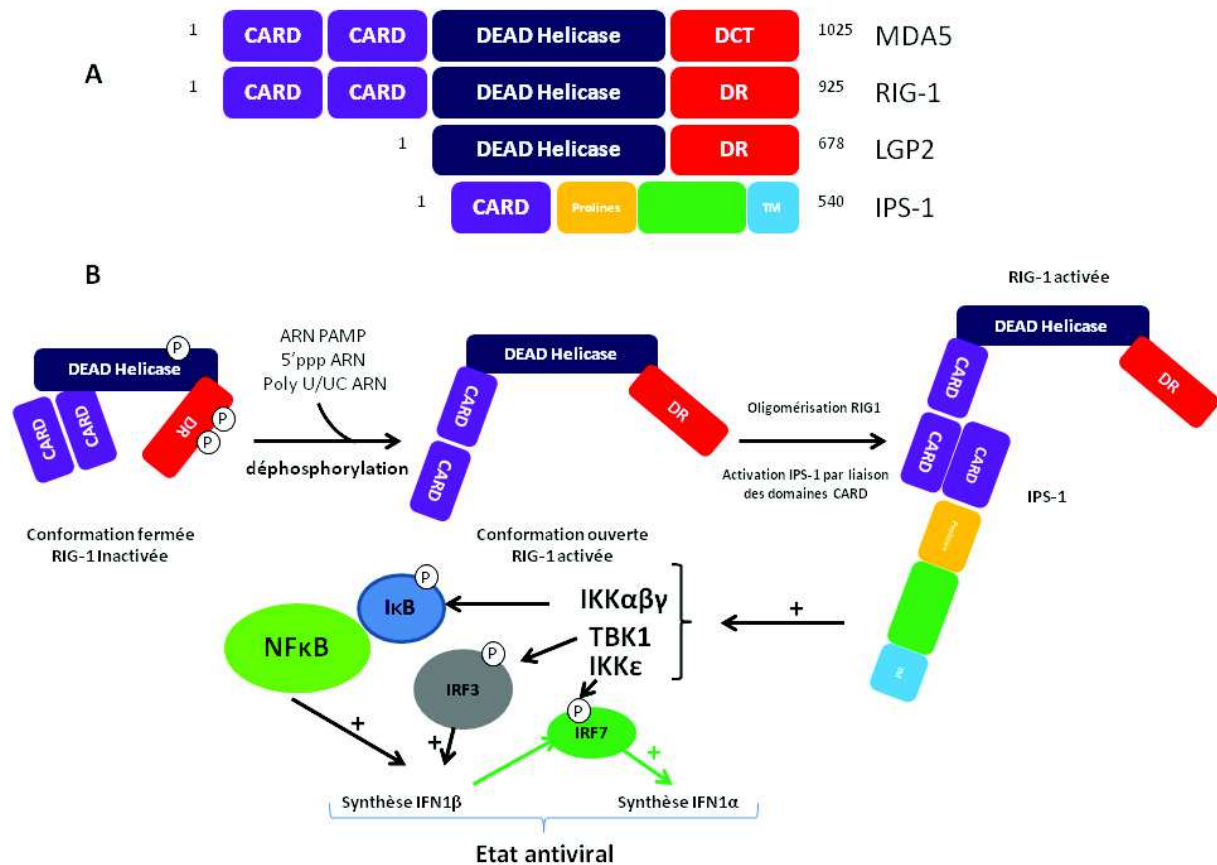 A
1 CARD CARD DEAD Helicase DCT 1025 MDA5
1 CARD CARD DEAD Helicase DR 925 RIG-1
1 DEAD Helicase DR 678 LGP2
1 CARD Prolines TM 540 IPS-1
B
RIG-1 activée
DEAD Helicase
CARD
DR
CARD
CARD
IPS-1
Prolines
TM
P
DEAD Helicase
CARD
CARD
DR
P
P
ARN PAMP
5'ppp ARN
Poly U/UC ARN
déphosphorylation
DEAD Helicase
CARD
CARD
DR
Oligomérisation RIG1
Activation IPS-1 par liaison
des domaines CARD
Conformation fermée
RIG-1 Inactivée
Conformation ouverte
RIG-1 activée
P
IκB
NFκB
IKKαβγ
TBK1
IKKε
+
P
IRF3
P
IRF7
+
+
+
Synthèse IFN1β
Synthèse IFN1α
Etat antiviral